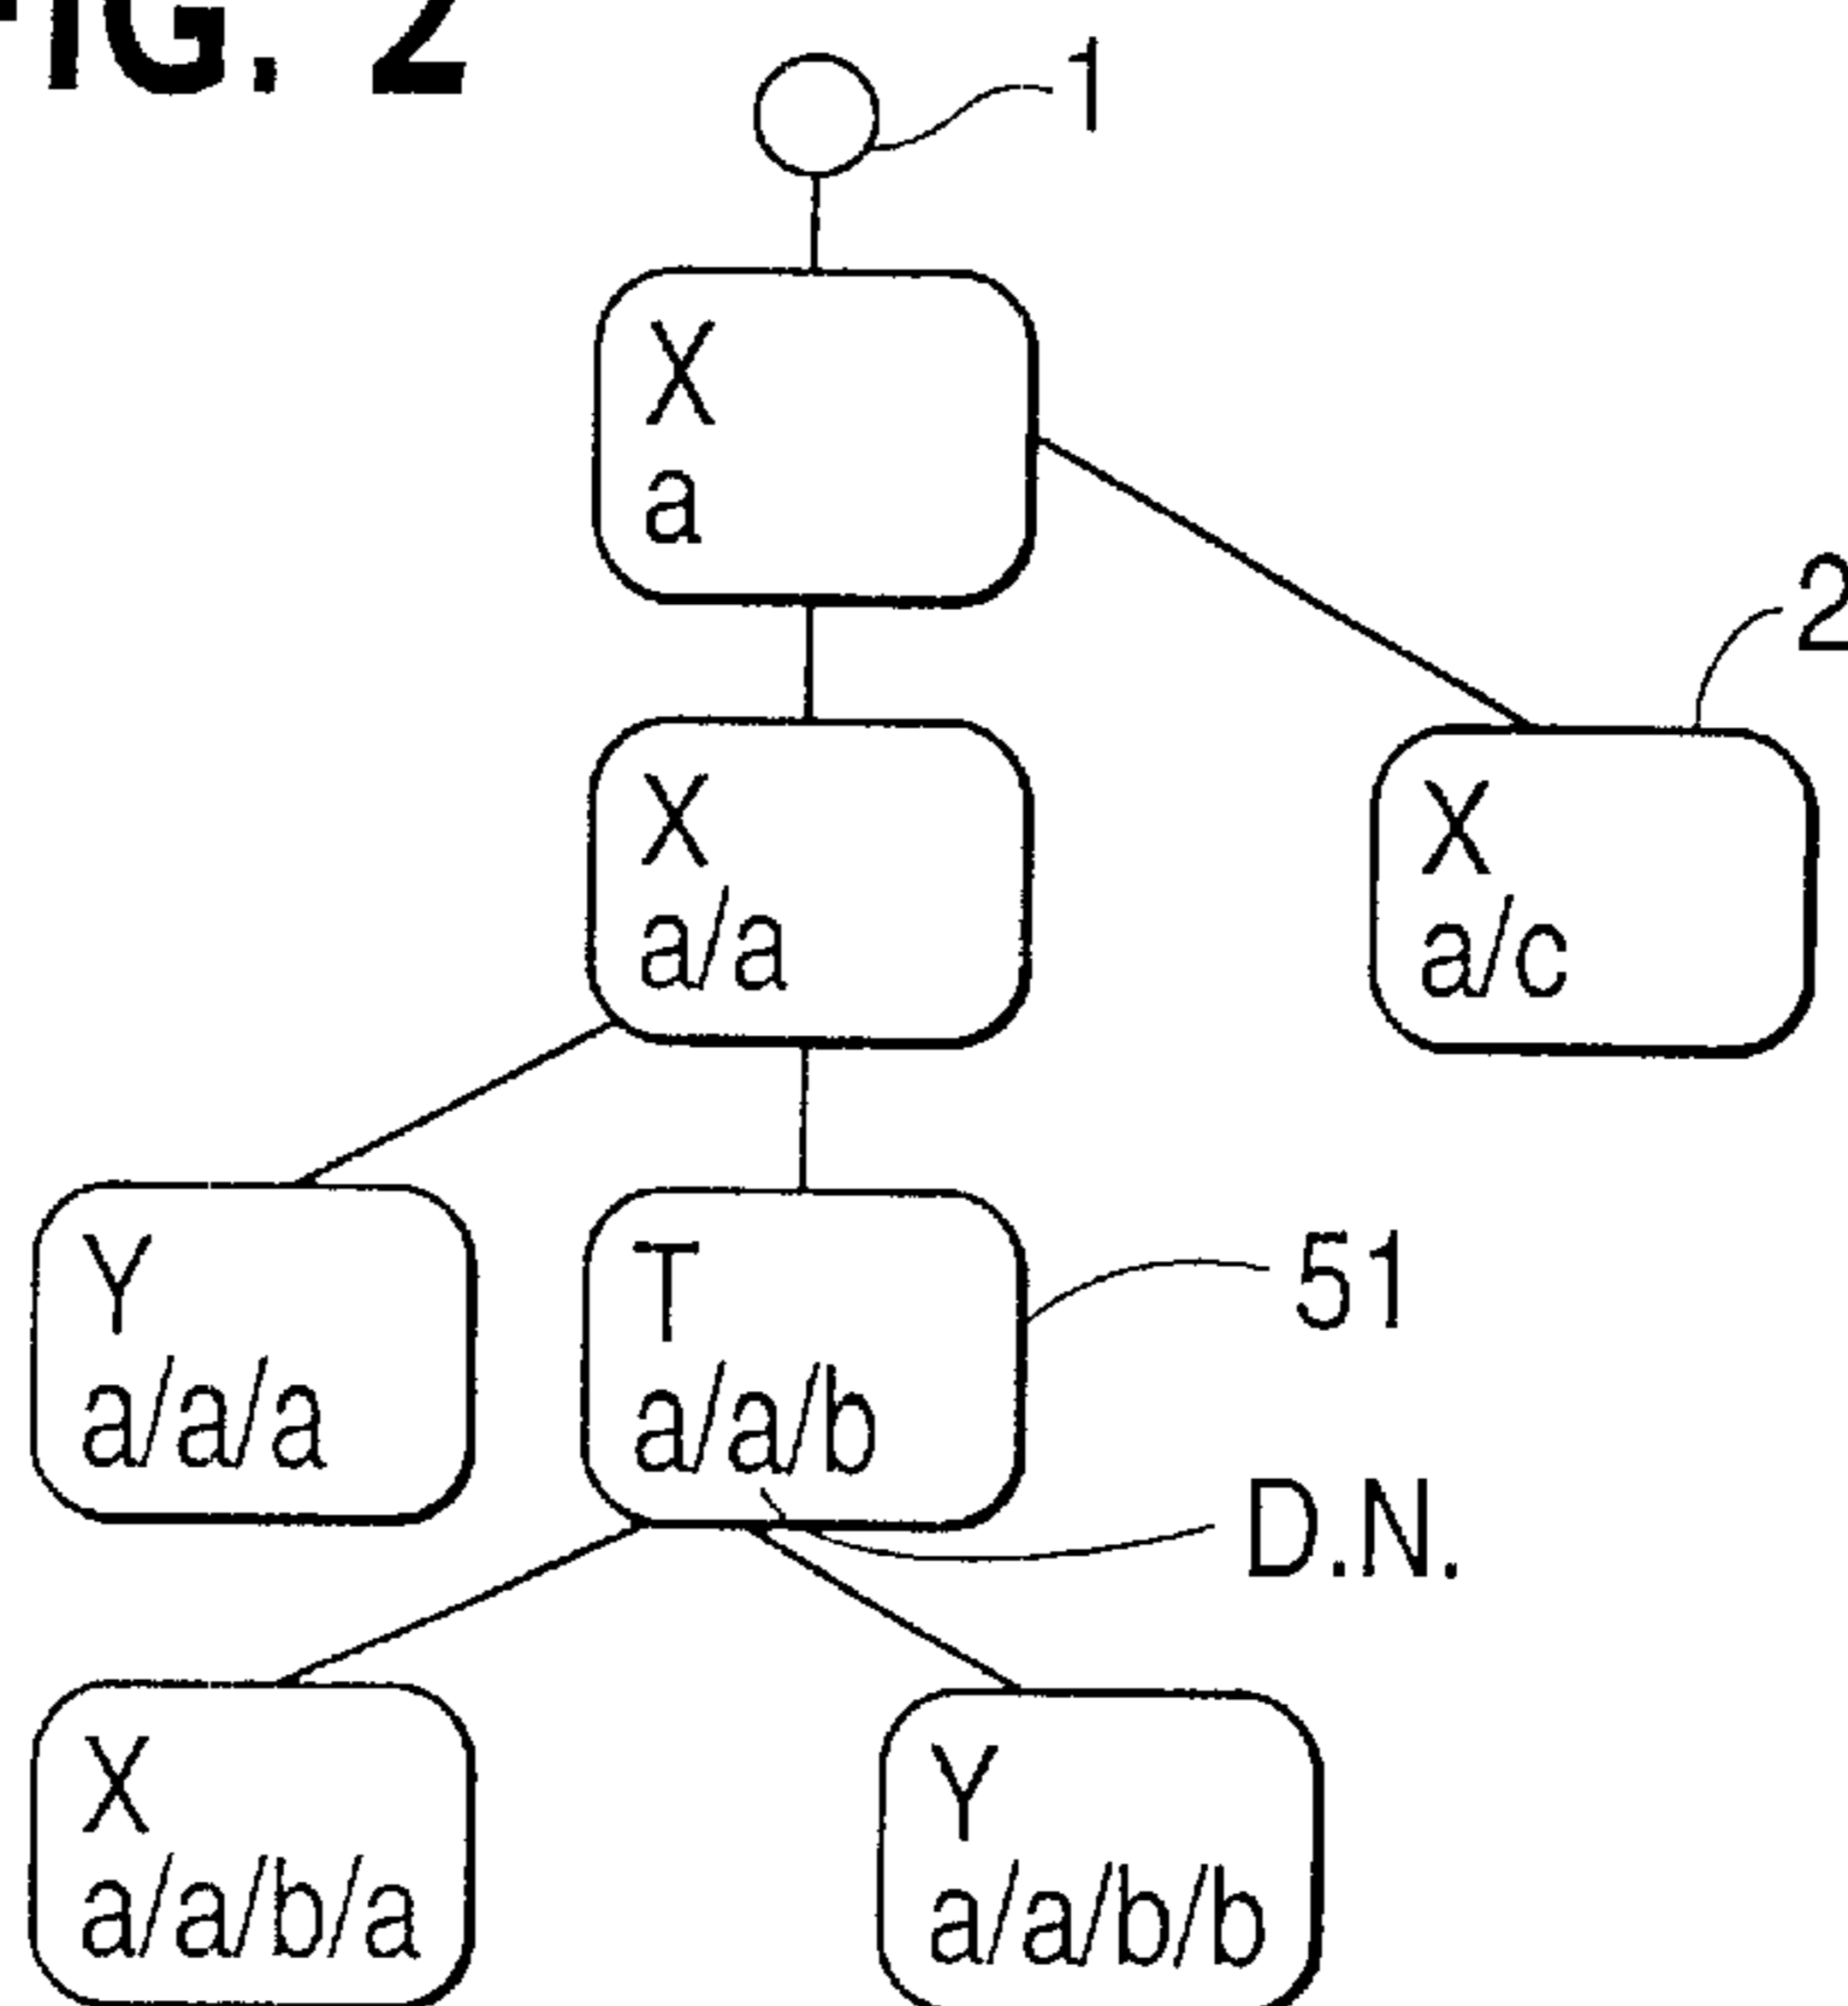 FIG. 2
1
X
a
2
X
a/a
X
a/c
Y
a/a/a
T
a/a/b
51
D.N.
X
a/a/b/a
Y
a/a/b/b